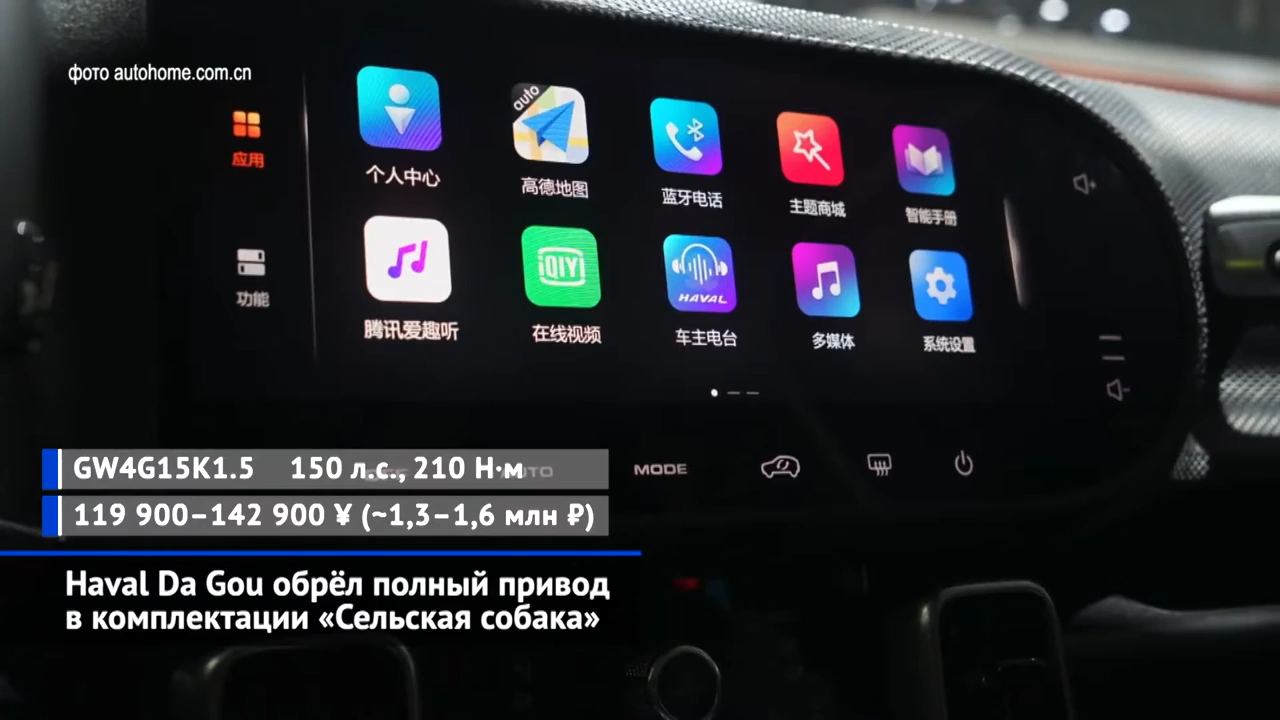 фото autohome.com.cn
auto
应用
个人中心
高德地图
蓝牙电话
主题商城
智能手册
iQIYI
HAVAL
功能
腾讯爱趣听
在线视频
车主电台
多媒体
系统设置
MODE
GW4G15K1.5 150 л.с., 210 Н·м
119 900–142 900 ¥ (~1,3–1,6 млн ₽)
Haval Da Gou обрёл полный привод
в комплектации «Сельская собака»